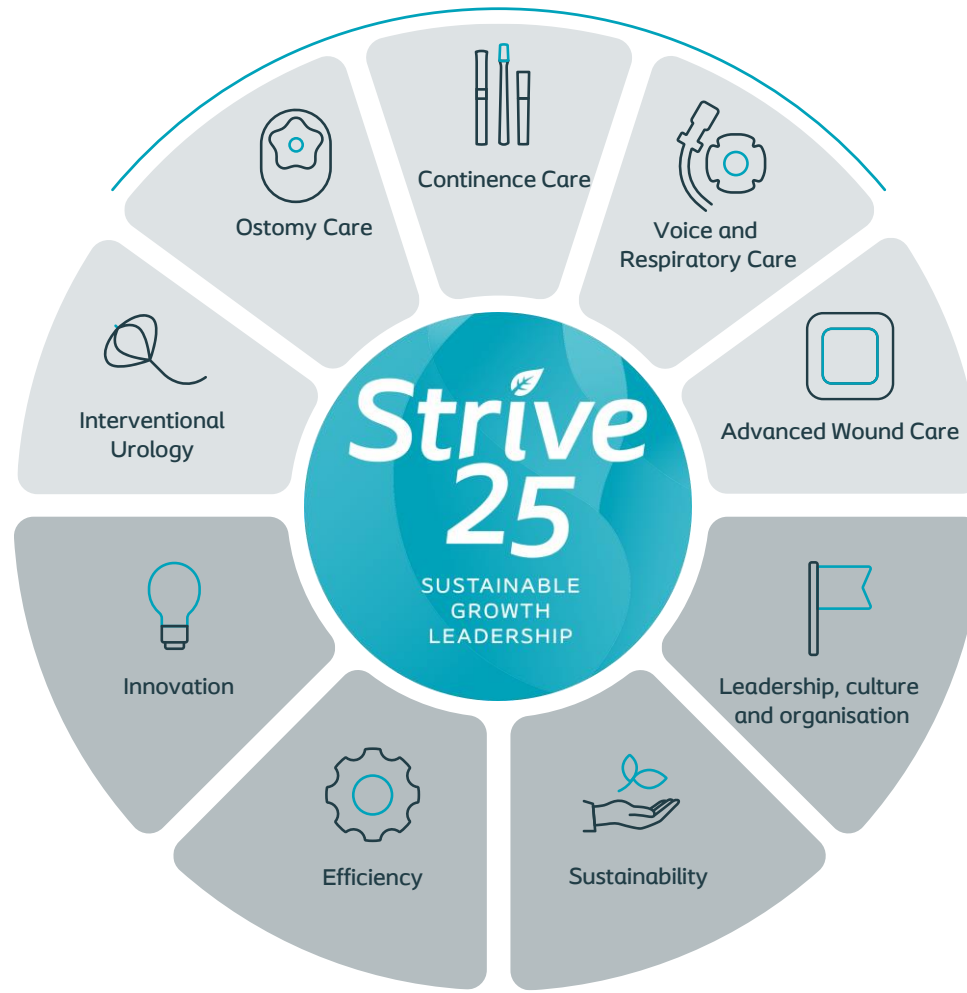 Continence Care
Ostomy Care
Voice and
Respiratory Care
Interventional
Urology
Advanced Wound Care
Strive
25
SUSTAINABLE
GROWTH
LEADERSHIP
Innovation
Leadership, culture
and organisation
Efficiency
Sustainability